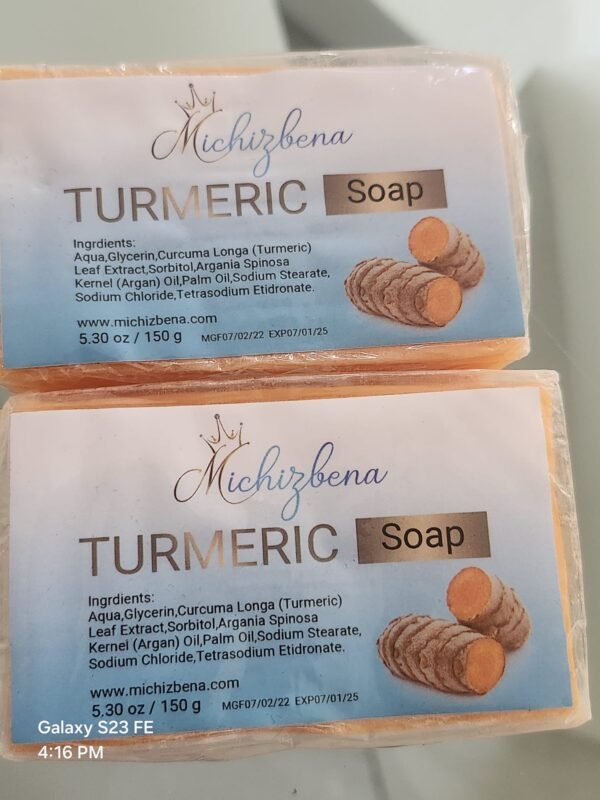 Michizbena
TURMERIC Soap
Ingrdients:
Aqua,Glycerin,Curcuma Longa (Turmeric)
Leaf Extract,Sorbitol,Argania Spinosa
Kernel (Argan) Oil,Palm Oil,Sodium Stearate,
Sodium Chloride,Tetrasodium Etidronate.
www.michizbena.com
5.30 oz / 150 g MGF07/02/22 EXP07/01/25
Michizbena
TURMERIC Soap
Ingrdients:
Aqua,Glycerin,Curcuma Longa (Turmeric)
Leaf Extract,Sorbitol,Argania Spinosa
Kernel (Argan) Oil,Palm Oil,Sodium Stearate,
Sodium Chloride,Tetrasodium Etidronate.
www.michizbena.com
5.30 oz / 150 g MGF07/02/22 EXP07/01/25
Galaxy S23 FE
4:16 PM